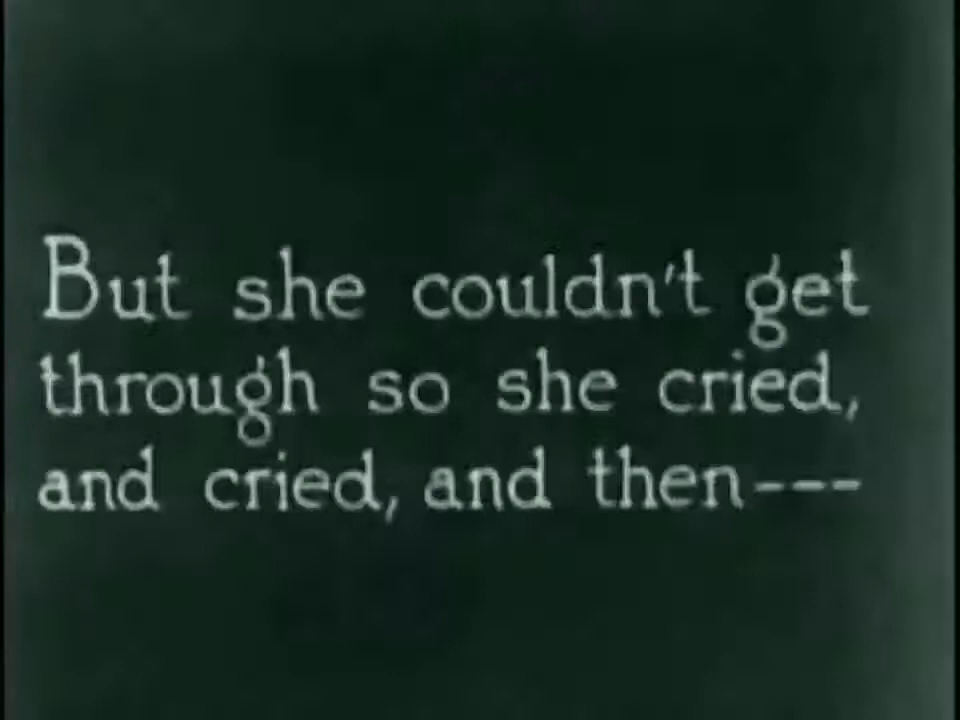 But she couldn't get
through so she cried,
and cried, and then---